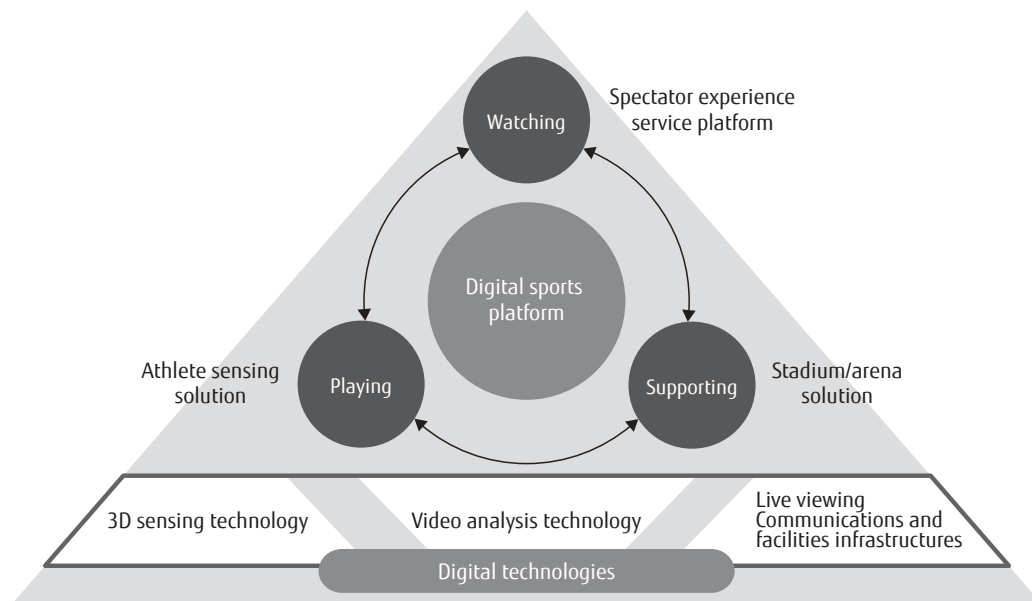 Watching
Spectator experience
service platform
Digital sports
platform
Athlete sensing
solution
Playing
Supporting
Stadium/arena
solution
3D sensing technology
Video analysis technology
Live viewing
Communications and
facilities infrastructures
Digital technologies